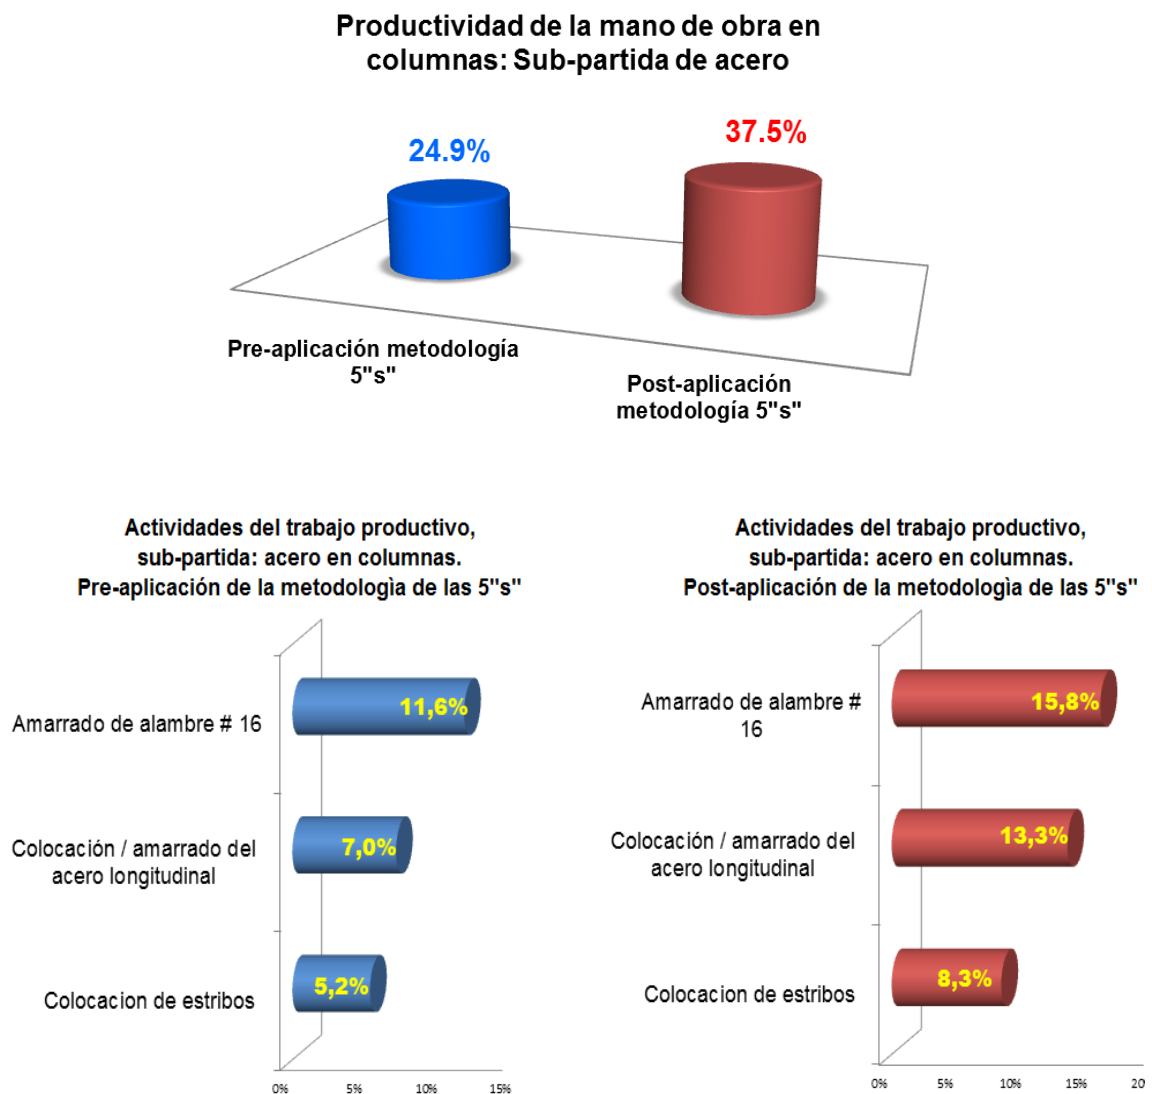 Productividad de la mano de obra en
columnas: Sub-partida de acero
24.9%
37.5%
Pre-aplicación metodología
5"s"
Post-aplicación
metodología 5"s"
Actividades del trabajo productivo,
sub-partida: acero en columnas.
Pre-aplicación de la metodologìa de las 5"s"
Amarrado de alambre # 16
11,6%
Colocación / amarrado del
acero longitudinal
7,0%
Colocacion de estribos
5,2%
0% 5% 10% 15%
Actividades del trabajo productivo,
sub-partida: acero en columnas.
Post-aplicación de la metodologìa de las 5"s"
Amarrado de alambre #
16
15,8%
Colocación / amarrado del
acero longitudinal
13,3%
Colocacion de estribos
8,3%
0% 5% 10% 15% 20